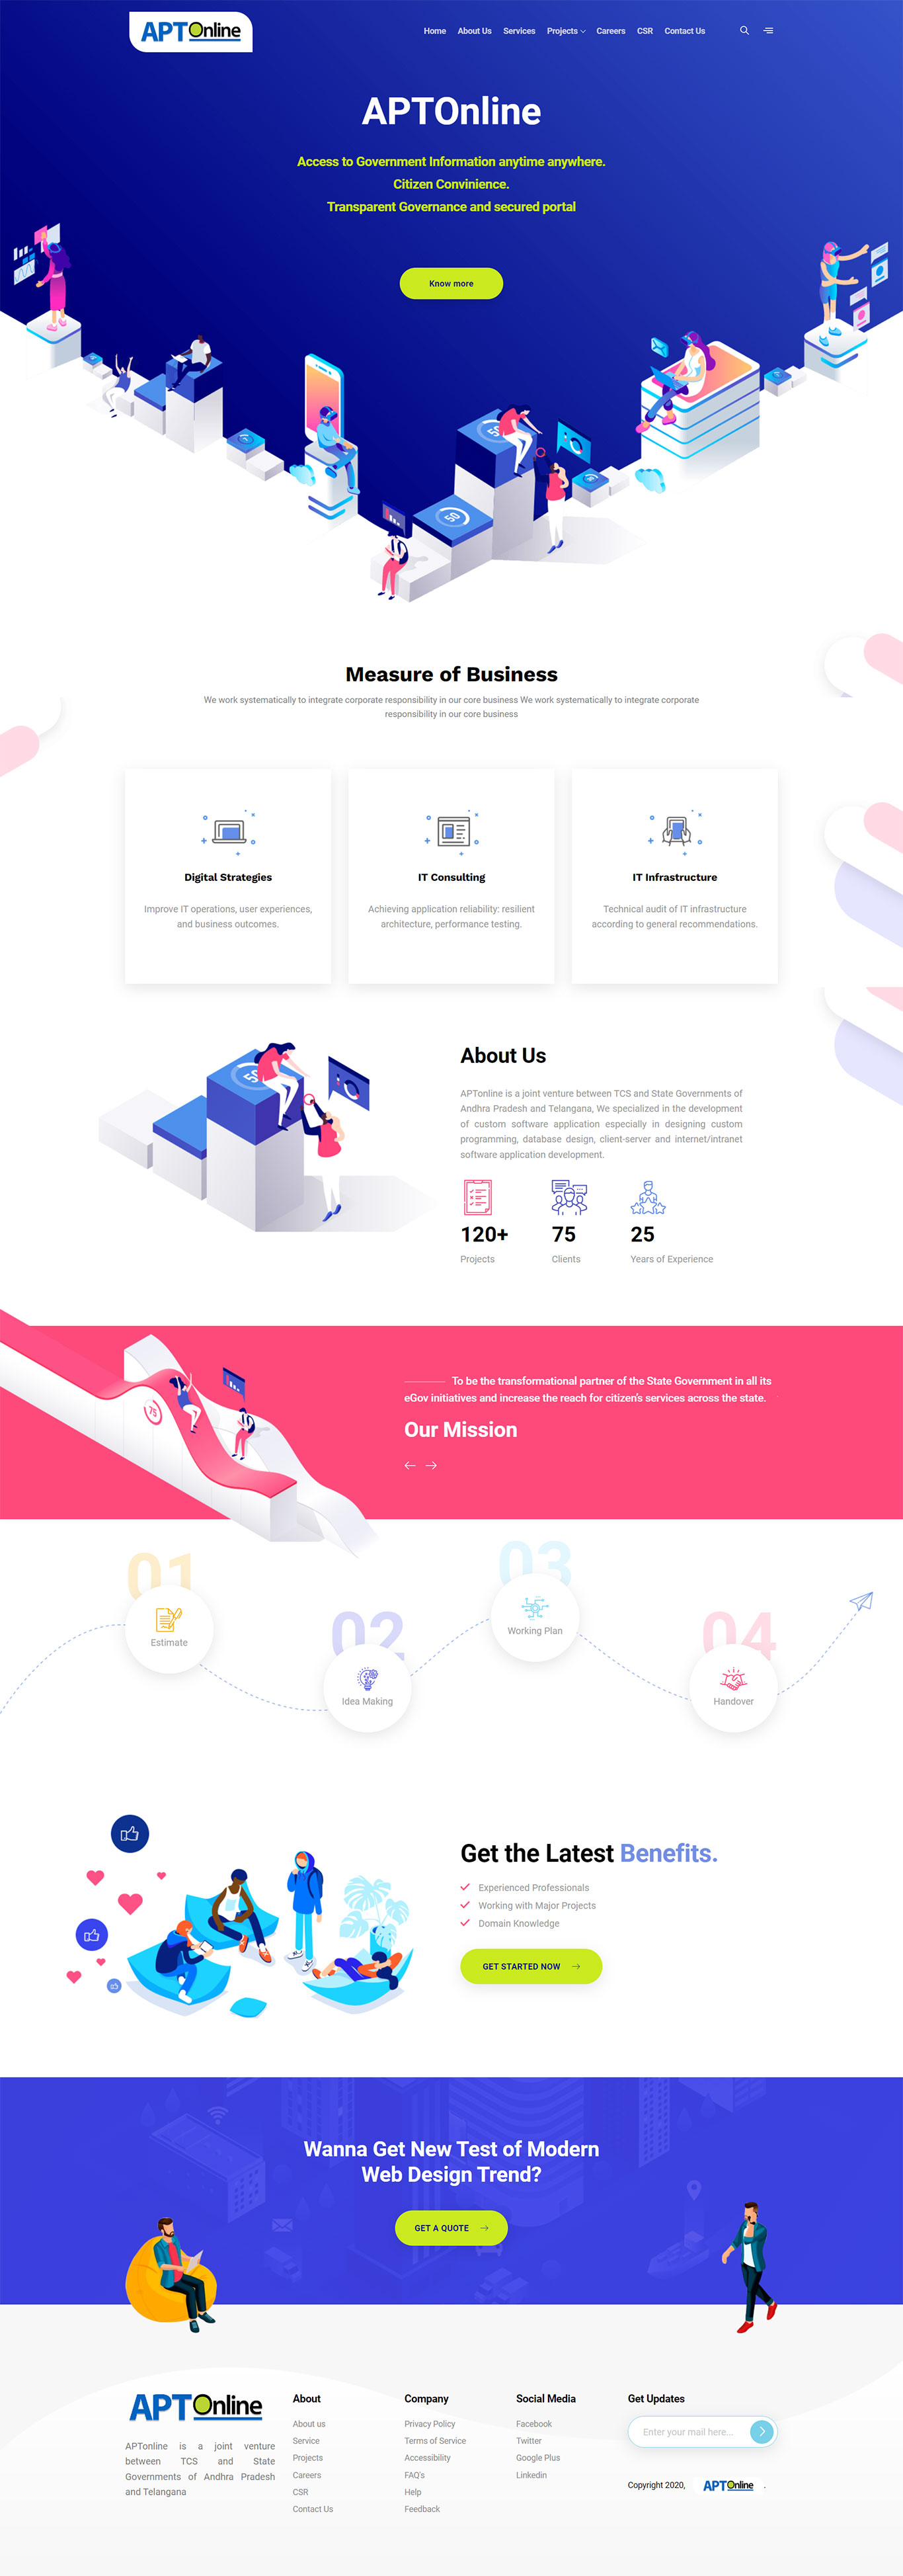 APTOnline
Home About Us Services Projects Careers CSR Contact Us
APTOnline
Access to Government Information anytime anywhere.
Citizen Convinience.
Transparent Governance and secured portal
Know more
50
50
Measure of Business
We work systematically to integrate corporate responsibility in our core business We work systematically to integrate corporate
responsibility in our core business
Digital Strategies
Improve IT operations, user experiences,
and business outcomes.
IT Consulting
Achieving application reliability: resilient
architecture, performance testing.
IT Infrastructure
Technical audit of IT infrastructure
according to general recommendations.
50
About Us
APTonline is a joint venture between TCS and State Governments of
Andhra Pradesh and Telangana, We specialized in the development
of custom software application especially in designing custom
programming, database design, client-server and internet/intranet
software application development.
120+
Projects
75
Clients
25
Years of Experience
75
To be the transformational partner of the State Government in all its
eGov initiatives and increase the reach for citizen's services across the state.
Our Mission
01
Estimate
02
Idea Making
03
Working Plan
04
Handover
Get the Latest Benefits.
Experienced Professionals
Working with Major Projects
Domain Knowledge
GET STARTED NOW
Wanna Get New Test of Modern
Web Design Trend?
GET A QUOTE
APTOnline
APTonline is a joint venture
between TCS and State
Governments of Andhra Pradesh
and Telangana
About
About us
Service
Projects
Careers
CSR
Contact Us
Company
Privacy Policy
Terms of Service
Accessibility
FAQ's
Help
Feedback
Social Media
Facebook
Twitter
Google Plus
Linkedin
Get Updates
Enter your mail here...
Copyright 2020, APTOnline .